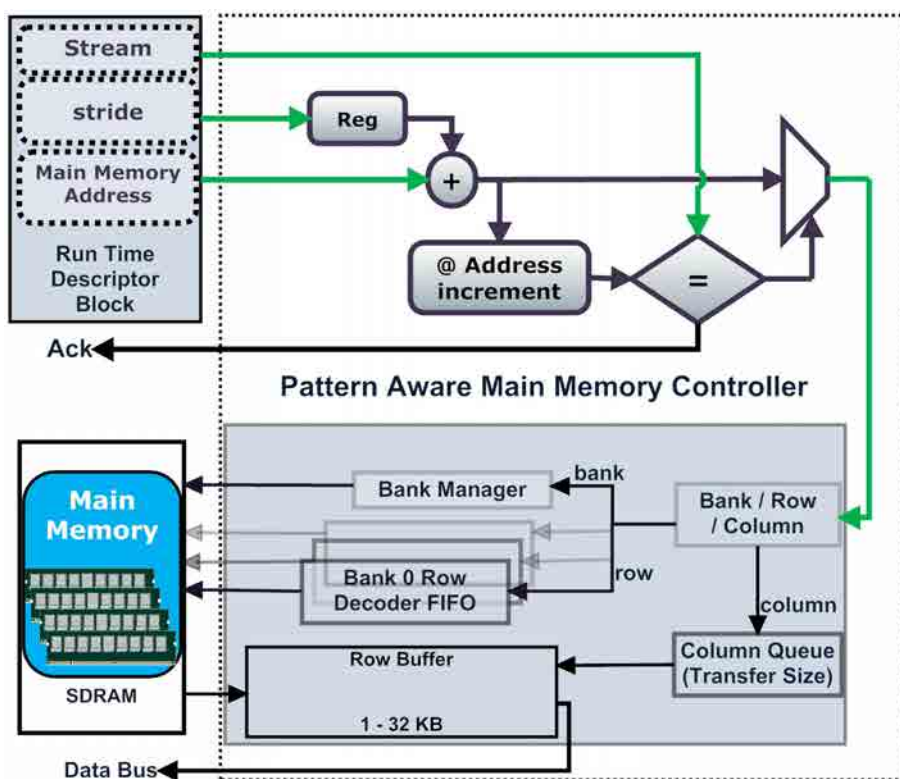 Stream
stride
Main Memory
Address
Run Time
Descriptor
Block
Reg
+
@ Address
increment
=
Ack
Pattern Aware Main Memory Controller
Main
Memory
SDRAM
bank
Bank Manager
Bank / Row
/ Column
row
Bank 0 Row
Decoder FIFO
column
Column Queue
(Transfer Size)
Row Buffer
1 - 32 KB
Data Bus